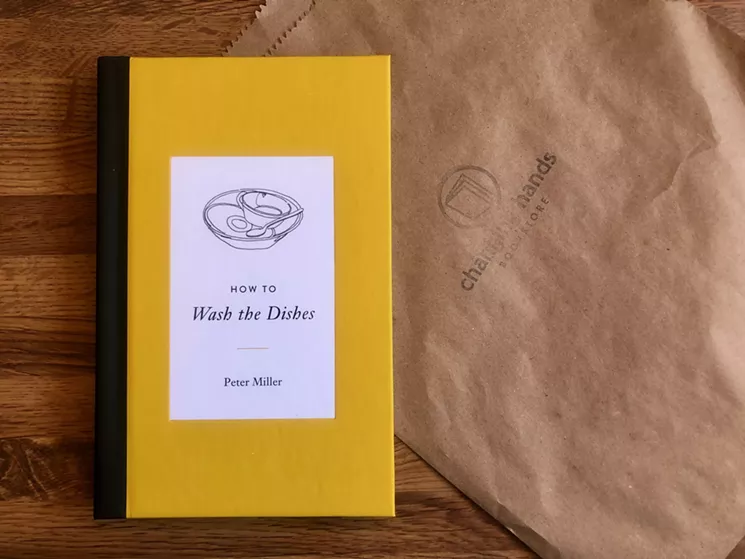 HOW TO
Wash the Dishes
Peter Miller
changing hands
BOOKSTORE